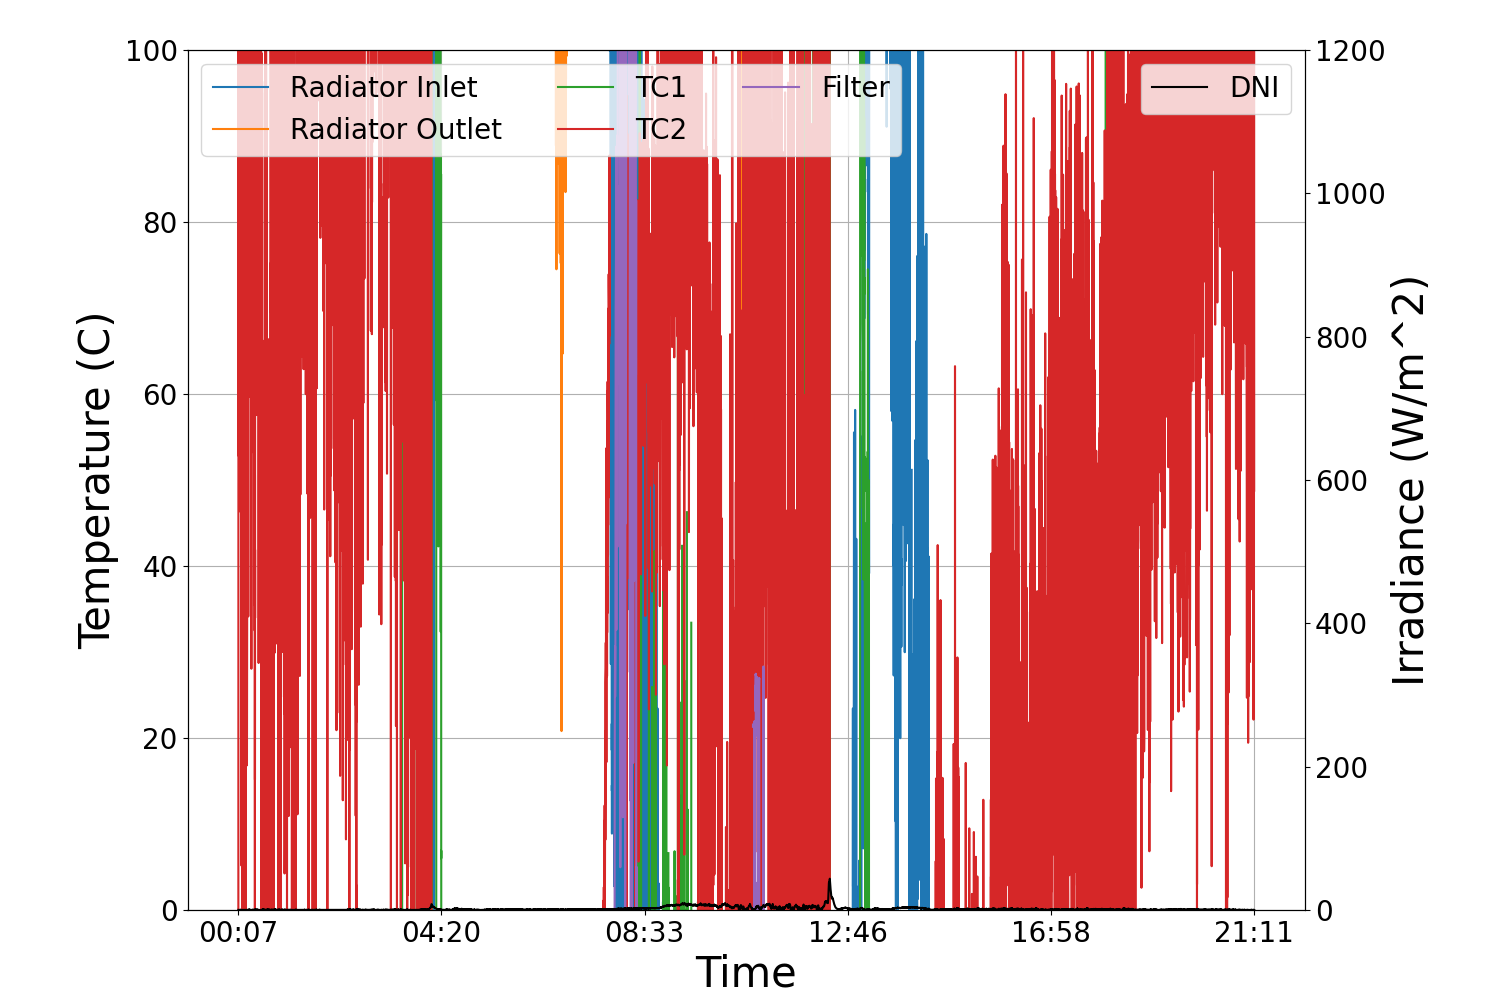 100
80
60
40
20
0
Temperature (C)
Radiator Inlet
Radiator Outlet
TC1
TC2
Filter
DNI
1200
1000
800
600
400
200
0
Irradiance (W/m^2)
00:07
04:20
08:33
12:46
16:58
21:11
Time